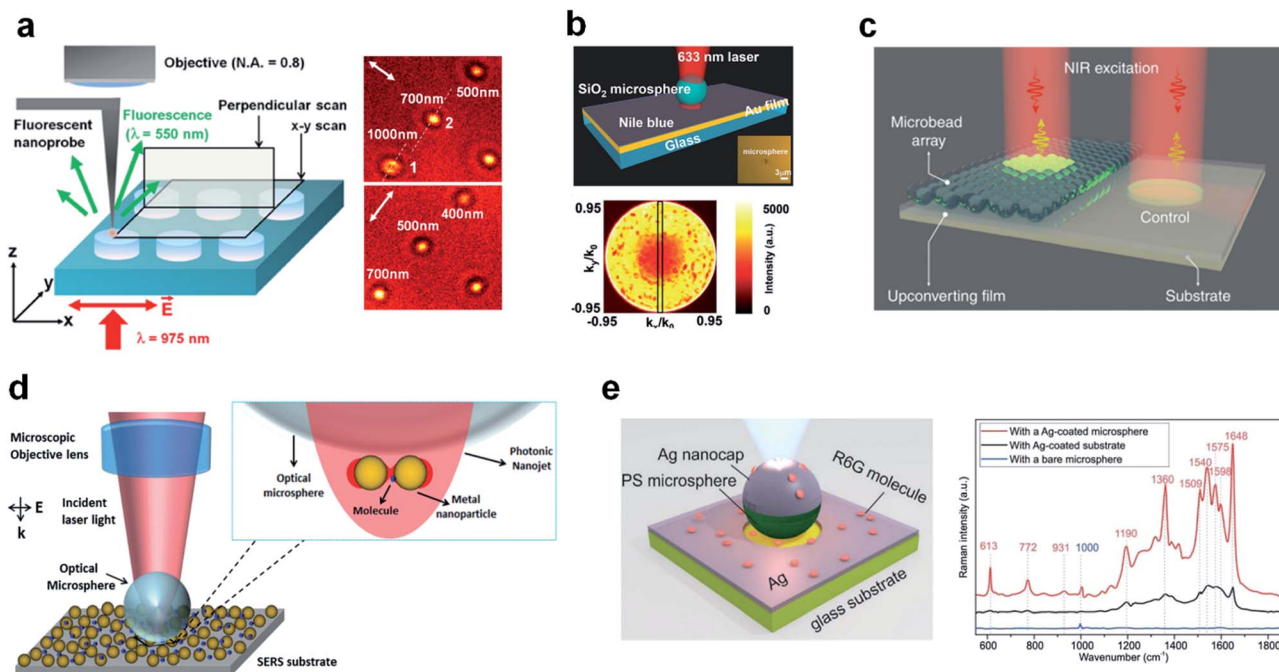 a
Objective (N.A. = 0.8)
Perpendicular scan
x-y scan
Fluorescent
nanoprobe
Fluorescence
(λ = 550 nm)
z
y
x
E
λ = 975 nm
700nm
500nm
2
1000nm
1
400nm
500nm
700nm
b
633 nm laser
SiO2 microsphere
Nile blue
Au film
Glass
microsphere
3μm
0.95
ky/k0
-0.95
-0.95
kx/k0
0.95
5000
Intensity (a.u.)
0
c
NIR excitation
Microbead
array
Control
Upconverting film
Substrate
d
Microscopic
Objective lens
E
k
Incident
laser light
Optical
Microsphere
SERS substrate
Optical
microsphere
Molecule
Metal
nanoparticle
Photonic
Nanojet
e
Ag nanocap
PS microsphere
R6G molecule
Ag
glass substrate
With a Ag-coated microsphere
With Ag-coated substrate
With a bare microsphere
Raman intensity (a.u.)
613
772
931
1000
1190
1360
1509
1540
1575
1598
1648
600 800 1000 1200 1400 1600 1800
Wavenumber (cm-1)